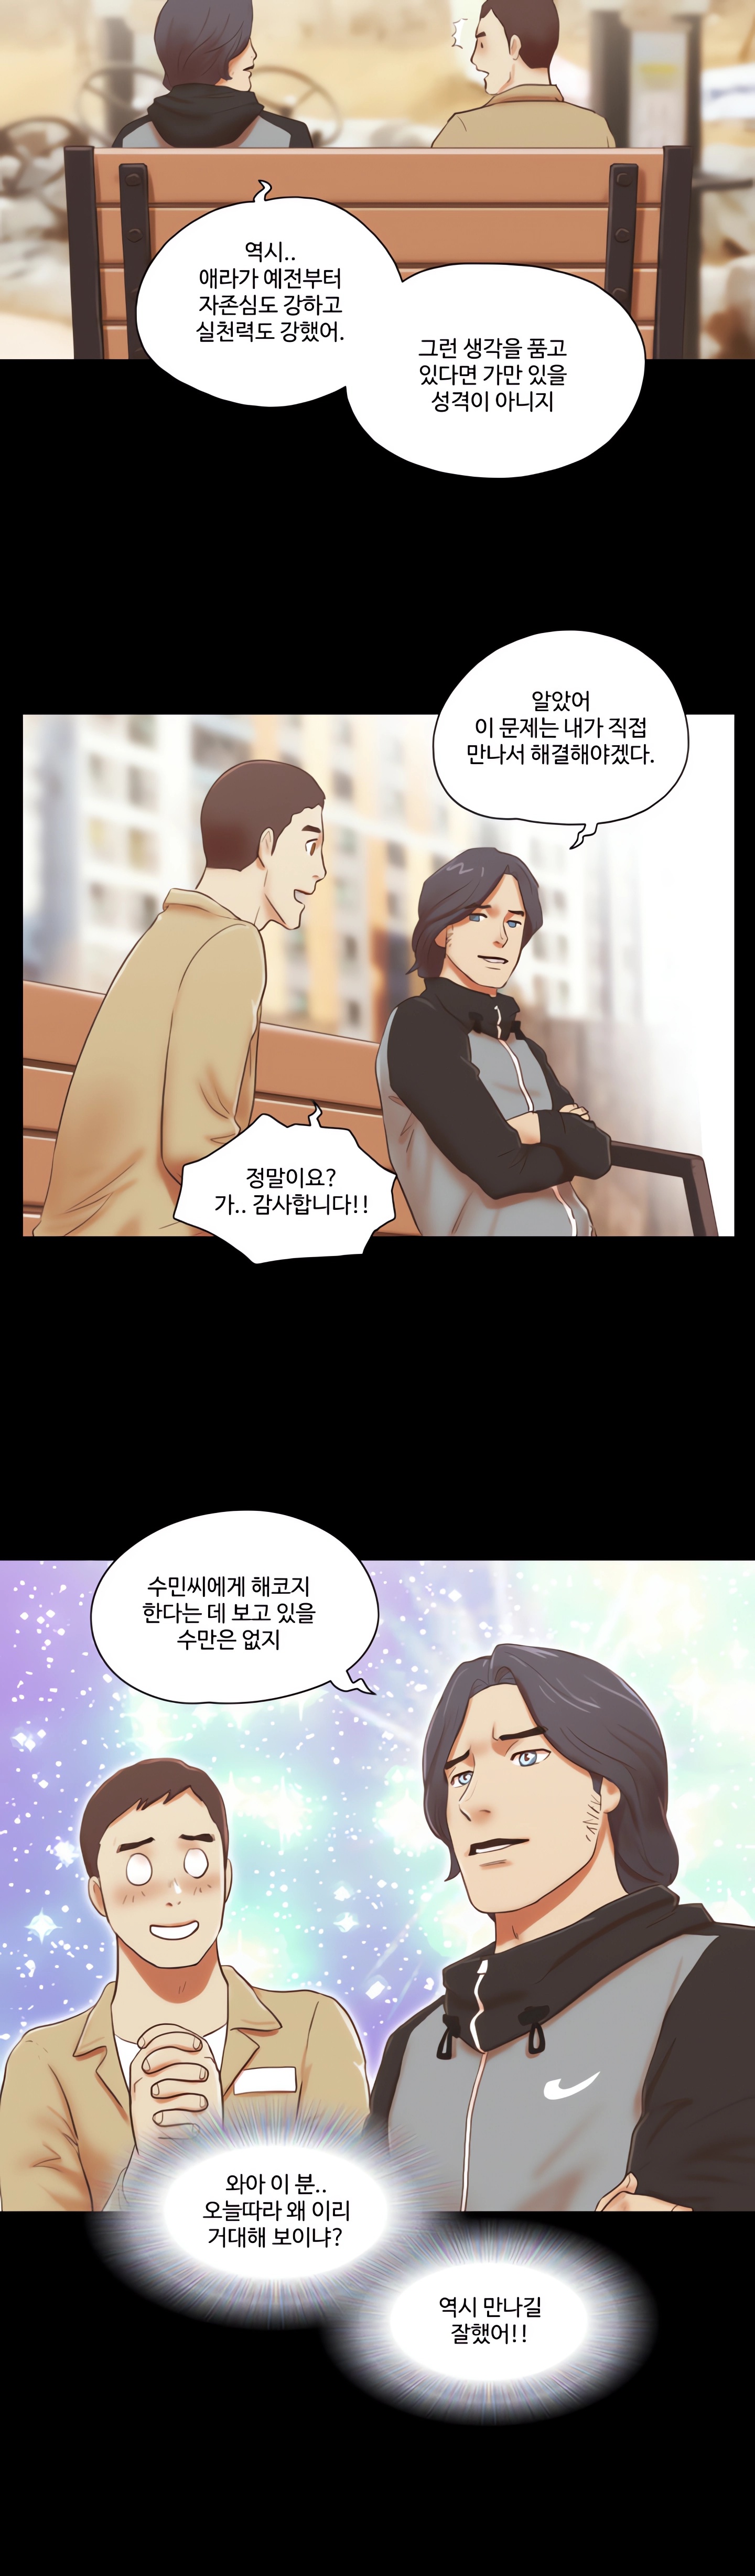 역시..
애라가 예전부터
자존심도 강하고
실천력도 강했어.
그런 생각을 품고
있다면 가만 있을
성격이 아니지
알았어
이 문제는 내가 직접
만나서 해결해야겠다.
정말이요?
가.. 감사합니다!!
수민씨에게 해코지
한다는 데 보고 있을
수만은 없지
와아 이 분..
오늘따라 왜 이리
거대해 보이냐?
역시 만나길
잘했어!!